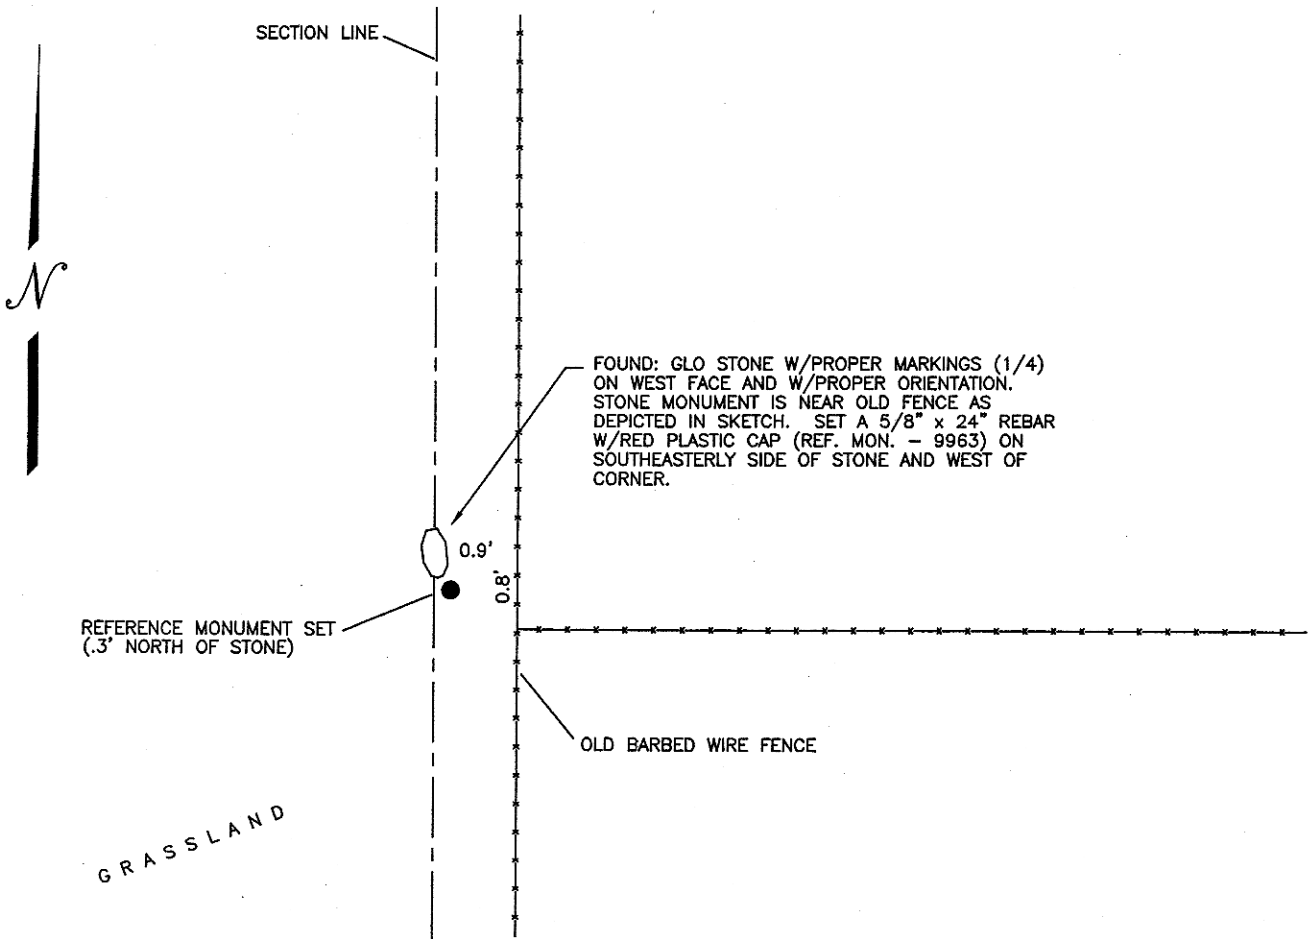 SECTION LINE
N
FOUND: GLO STONE W/PROPER MARKINGS (1/4)
ON WEST FACE AND W/PROPER ORIENTATION.
STONE MONUMENT IS NEAR OLD FENCE AS
DEPICTED IN SKETCH. SET A 5/8" x 24" REBAR
W/RED PLASTIC CAP (REF. MON. – 9963) ON
SOUTHEASTERLY SIDE OF STONE AND WEST OF
CORNER.
0.9'
0.8'
REFERENCE MONUMENT SET
(.3' NORTH OF STONE)
OLD BARBED WIRE FENCE
GRASSLAND